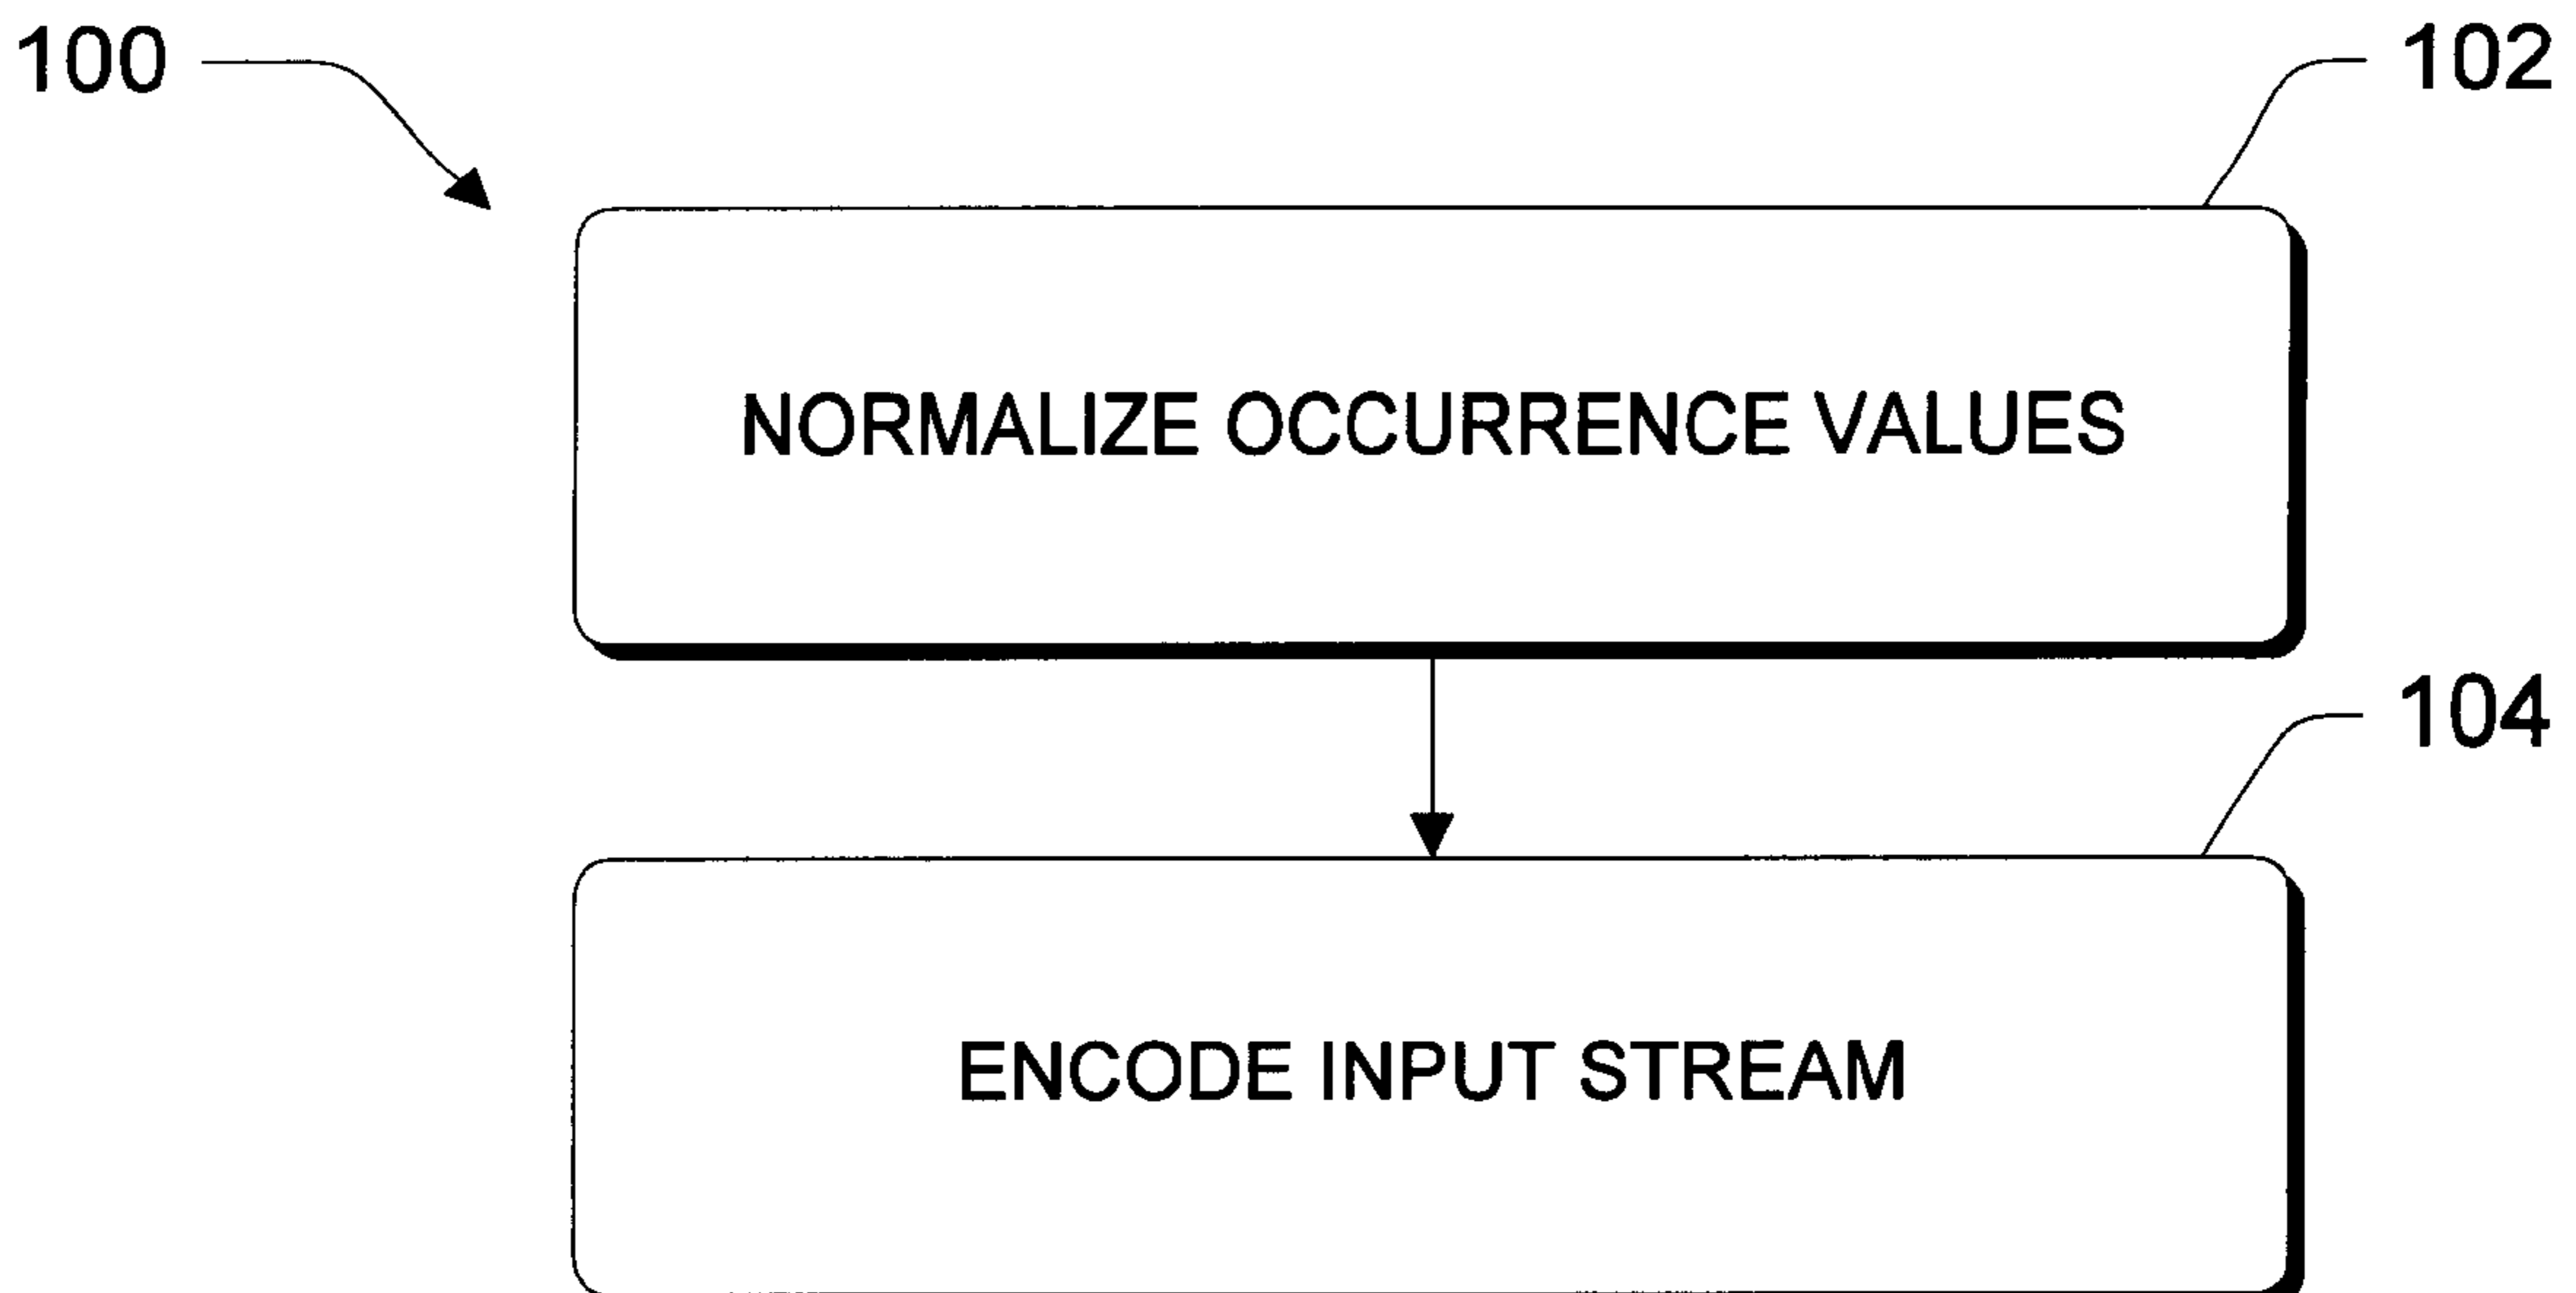 100
102
NORMALIZE OCCURRENCE VALUES
104
ENCODE INPUT STREAM